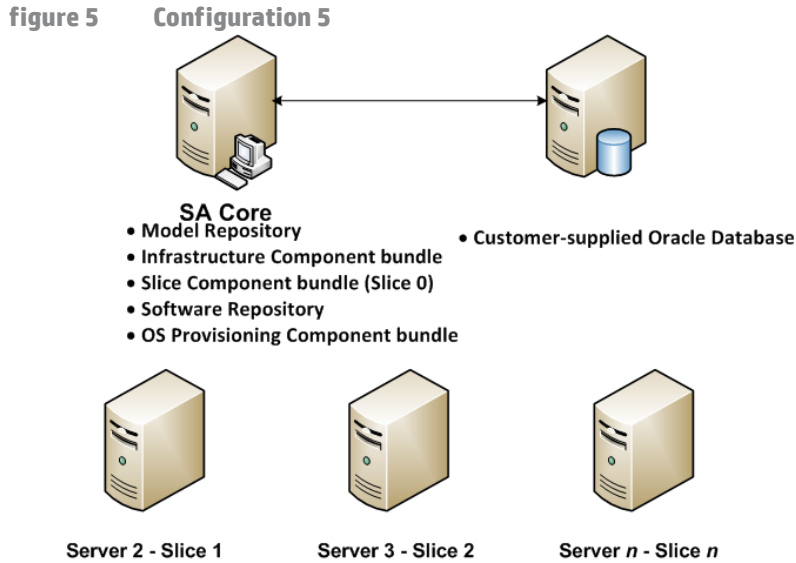 figure 5 Configuration 5
SA Core
• Model Repository
• Infrastructure Component bundle
• Slice Component bundle (Slice 0)
• Software Repository
• OS Provisioning Component bundle
• Customer-supplied Oracle Database
Server 2 - Slice 1
Server 3 - Slice 2
Server n - Slice n